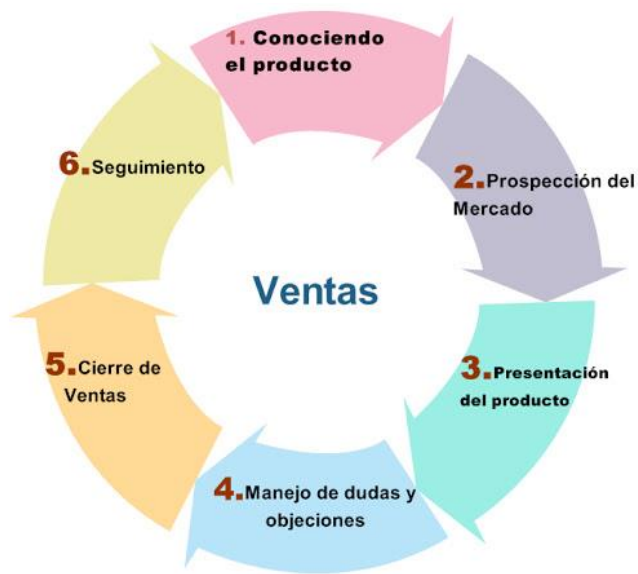 1. Conociendo
el producto
2.Prospección del
Mercado
3.Presentación
del producto
4.Manejo de dudas y
objeciones
5.Cierre de
Ventas
6.Seguimiento
Ventas